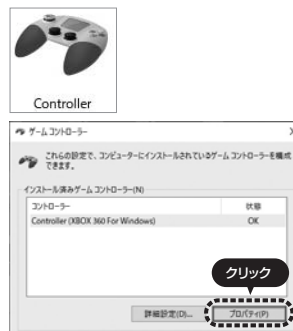 Controller
ゲーム コントローラー
これらの設定で、コンピューターにインストールされているゲーム コントローラーを構成
できます。
インストール済みゲーム コントローラー(N)
コントローラー 状態
Controller (XBOX 360 For Windows) OK
クリック
詳細設定(D)... プロパティ(P)